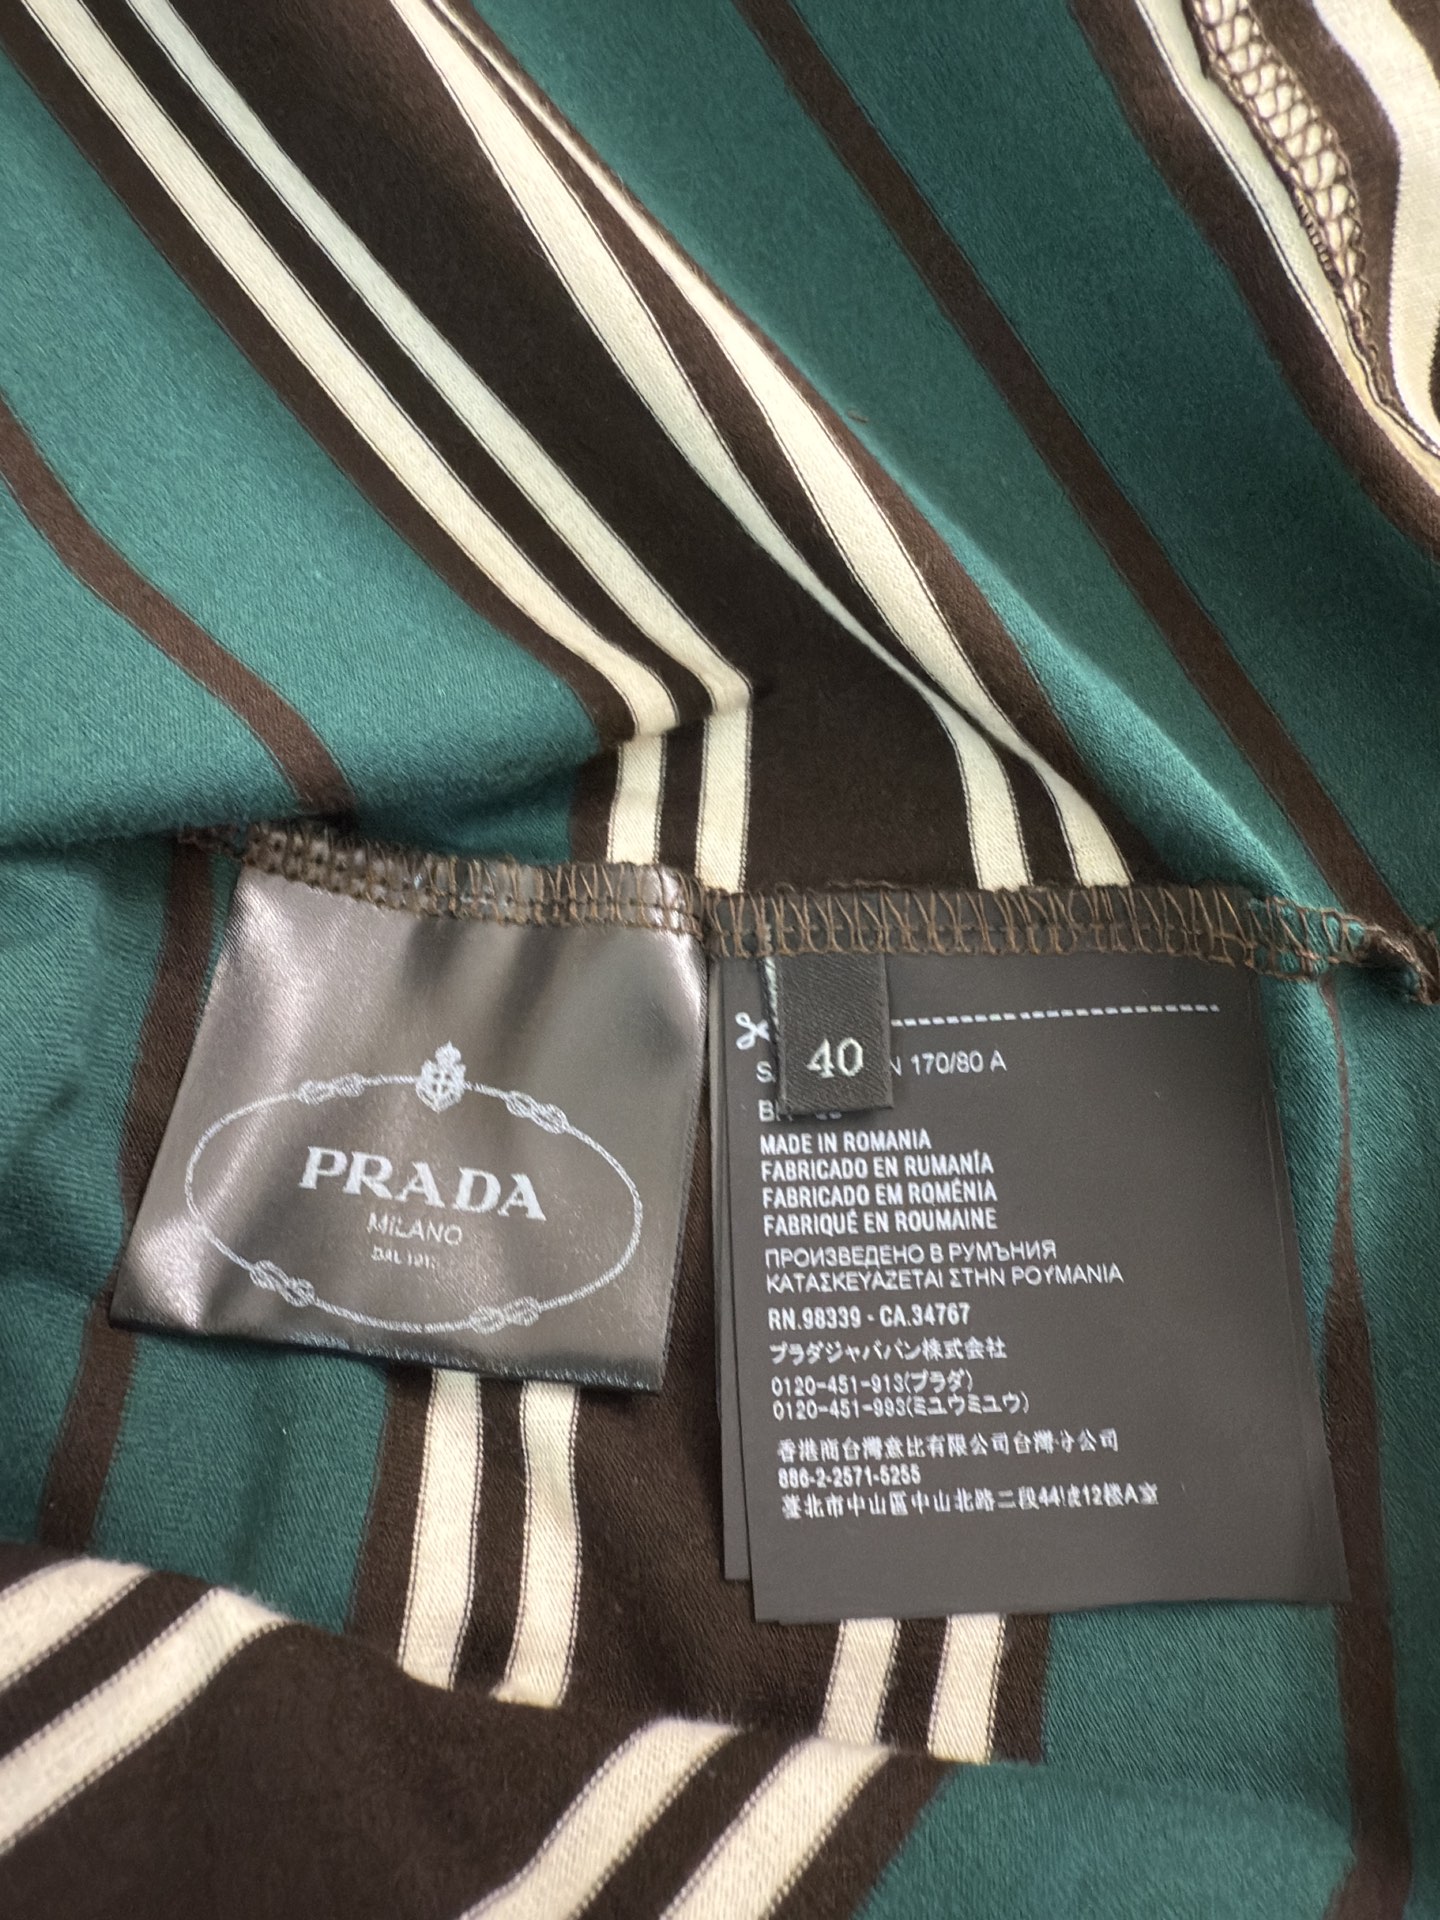 PRADA
MILANO
40
170/80 A
MADE IN ROMANIA
FABRICADO EN RUMANÍA
FABRICADO EM ROMÉNIA
FABRIQUÉ EN ROUMAINE
ПРОИЗВЕДЕНО В РУМЪНИЯ
ΚΑΤΑΣΚΕΥΑΖΕΤΑΙ ΣΤΗΝ ΡΟΥΜΑΝΙΑ
RN.98339 - CA.34767
プラダジャパン株式会社
0120-451-913(プラダ)
0120-451-993(ミユウミユウ)
香港商台灣意比有限公司台灣分公司
886-2-2571-5255
臺北市中山區中山北路二段44號12樓A室